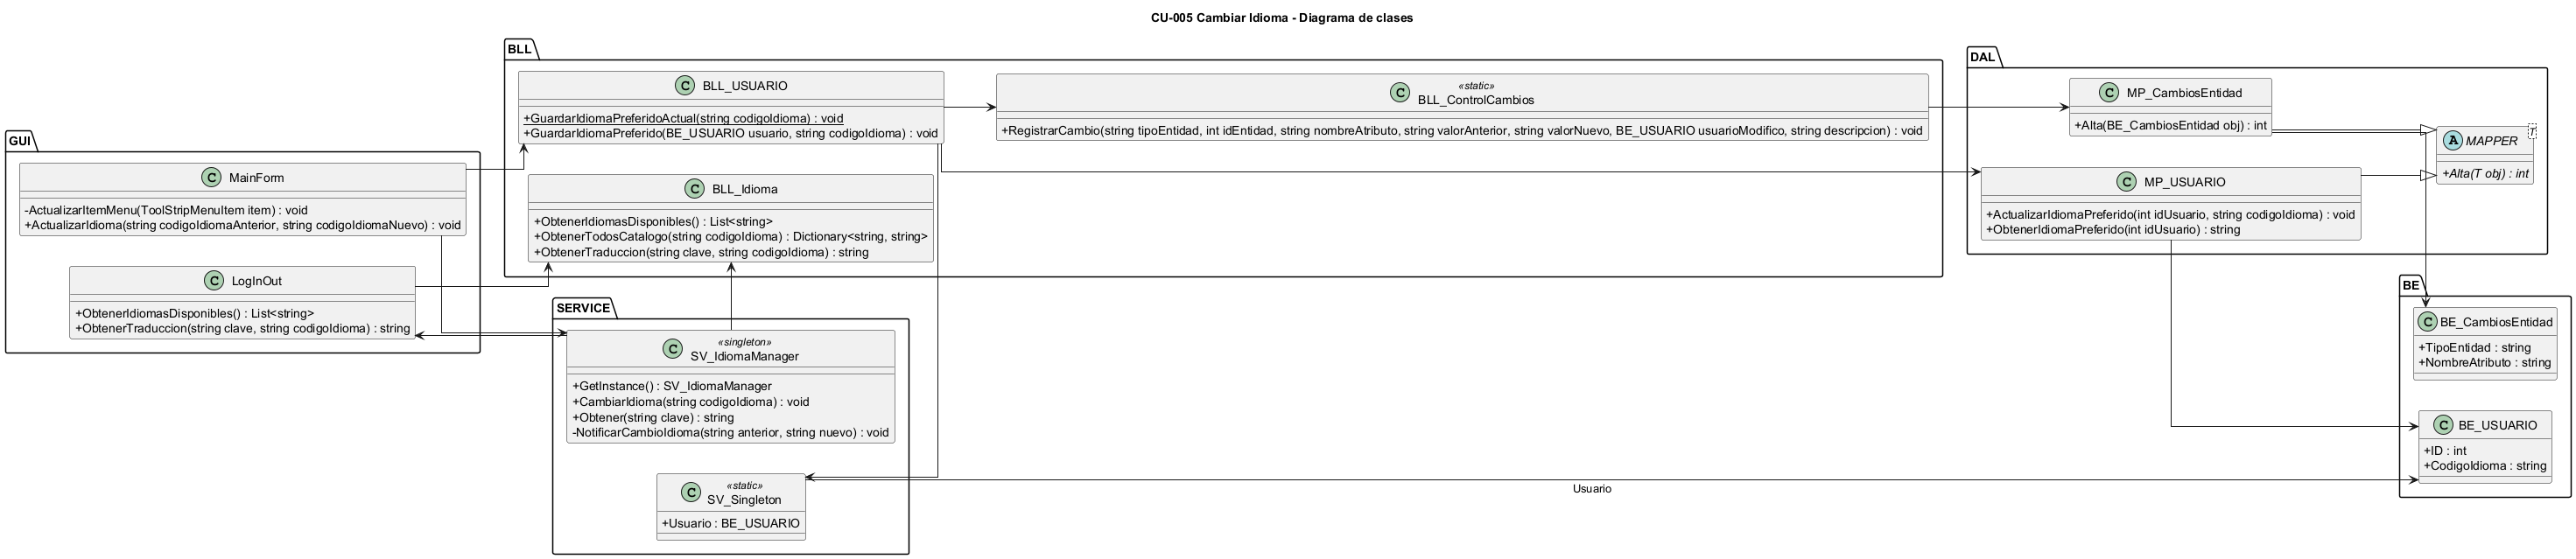 CU-005 Cambiar Idioma - Diagrama de clases
GUI
MainForm
-ActualizarItemMenu(ToolStripMenuItem item) : void
+ActualizarIdioma(string codigoIdiomaAnterior, string codigoIdiomaNuevo) : void
LogInOut
+ObtenerIdiomasDisponibles() : List<string>
+ObtenerTraduccion(string clave, string codigoIdioma) : string
BLL
BLL_USUARIO
+GuardarIdiomaPreferidoActual(string codigoIdioma) : void
+GuardarIdiomaPreferido(BE_USUARIO usuario, string codigoIdioma) : void
«static»
BLL_ControlCambios
+RegistrarCambio(string tipoEntidad, int idEntidad, string nombreAtributo, string valorAnterior, string valorNuevo, BE_USUARIO usuarioModifico, string descripcion) : void
BLL_Idioma
+ObtenerIdiomasDisponibles() : List<string>
+ObtenerTodosCatalogo(string codigoIdioma) : Dictionary<string, string>
+ObtenerTraduccion(string clave, string codigoIdioma) : string
SERVICE
«singleton»
SV_IdiomaManager
+GetInstance() : SV_IdiomaManager
+CambiarIdioma(string codigoIdioma) : void
+Obtener(string clave) : string
-NotificarCambioIdioma(string anterior, string nuevo) : void
«static»
SV_Singleton
+Usuario : BE_USUARIO
Usuario
DAL
MP_CambiosEntidad
+Alta(BE_CambiosEntidad obj) : int
MAPPER
T
+Alta(T obj) : int
MP_USUARIO
+ActualizarIdiomaPreferido(int idUsuario, string codigoIdioma) : void
+ObtenerIdiomaPreferido(int idUsuario) : string
BE
BE_CambiosEntidad
+TipoEntidad : string
+NombreAtributo : string
BE_USUARIO
+ID : int
+CodigoIdioma : string